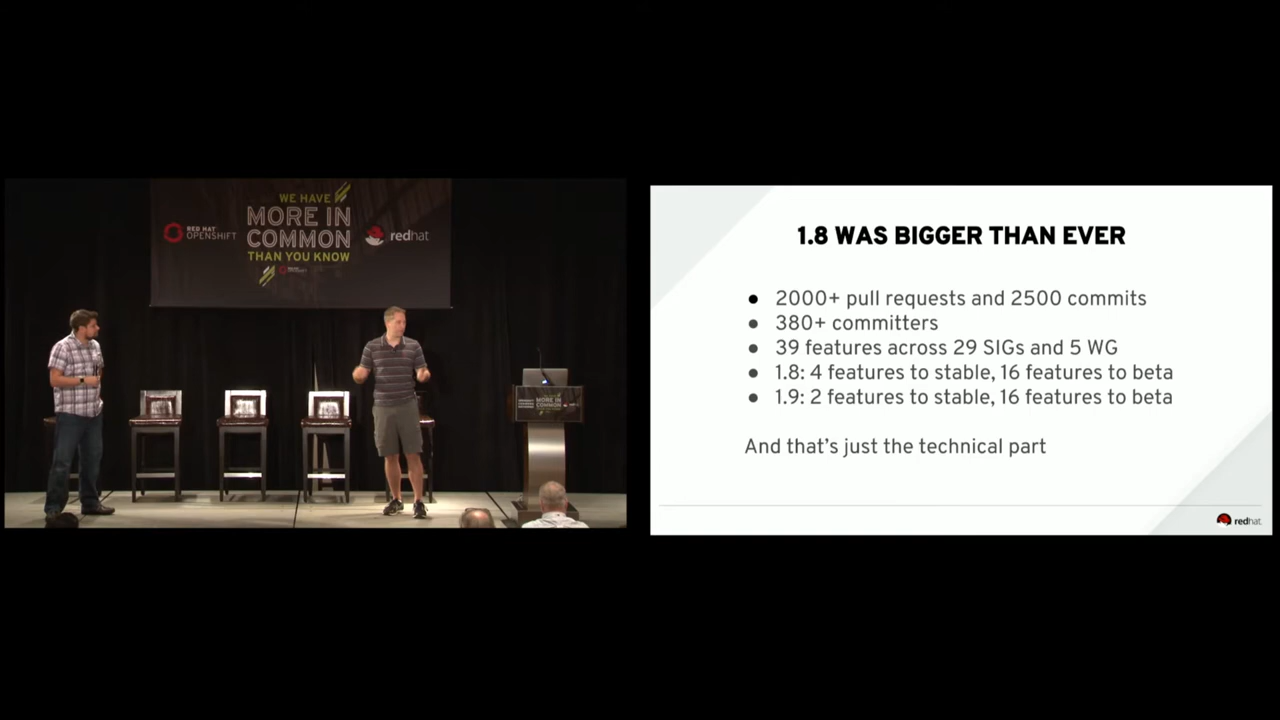 WE HAVE
MORE IN
COMMON
THAN YOU KNOW
RED HAT
OPENSHIFT
redhat
MORE IN
COMMON
1.8 WAS BIGGER THAN EVER
● 2000+ pull requests and 2500 commits
● 380+ committers
● 39 features across 29 SIGs and 5 WG
● 1.8: 4 features to stable, 16 features to beta
● 1.9: 2 features to stable, 16 features to beta
And that's just the technical part
redhat